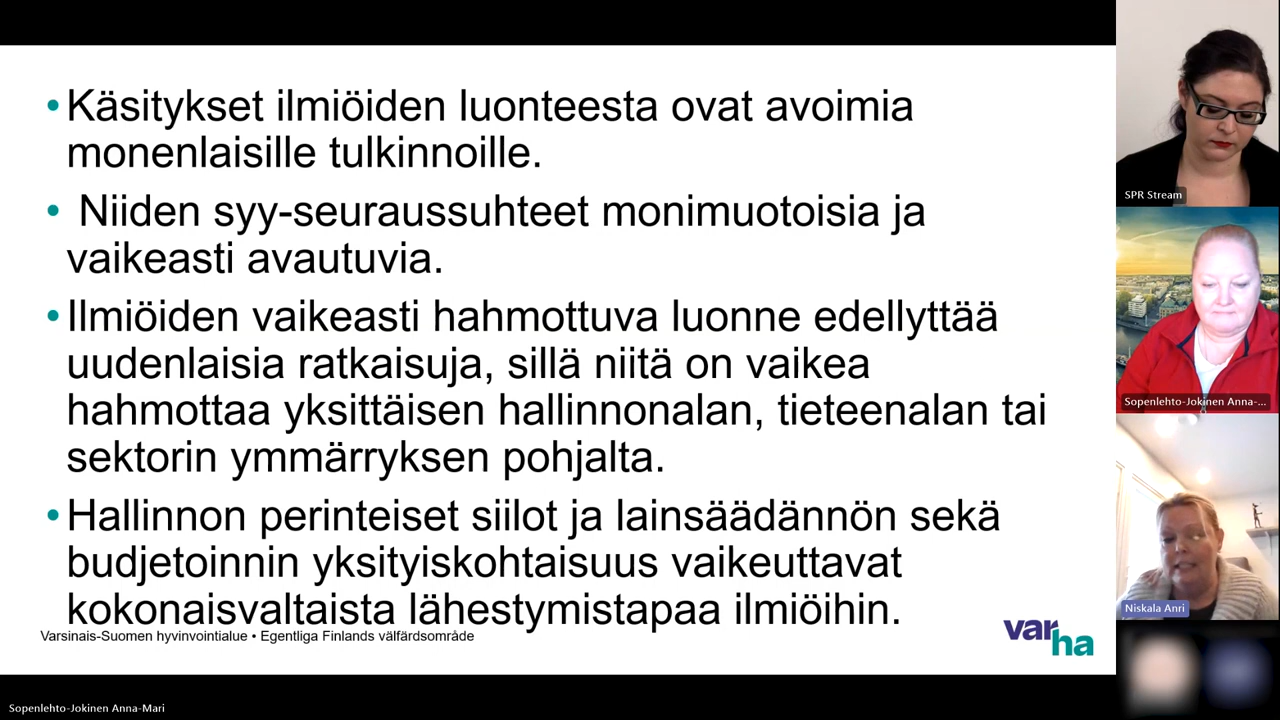 •Käsitykset ilmiöiden luonteesta ovat avoimia
monenlaisille tulkinnoille.
• Niiden syy-seuraussuhteet monimuotoisia ja
vaikeasti avautuvia.
•Ilmiöiden vaikeasti hahmottuva luonne edellyttää
uudenlaisia ratkaisuja, sillä niitä on vaikea
hahmottaa yksittäisen hallinnonalan, tieteenalan tai
sektorin ymmärryksen pohjalta.
•Hallinnon perinteiset siilot ja lainsäädännön sekä
budjetoinnin yksityiskohtaisuus vaikeuttavat
kokonaisvaltaista lähestymistapaa ilmiöihin.
Varsinais-Suomen hyvinvointialue • Egentliga Finlands välfärdsområde
varha
SPR Stream
Sopenlehto-Jokinen Anna-...
Niskala Anri
Sopenlehto-Jokinen Anna-Mari